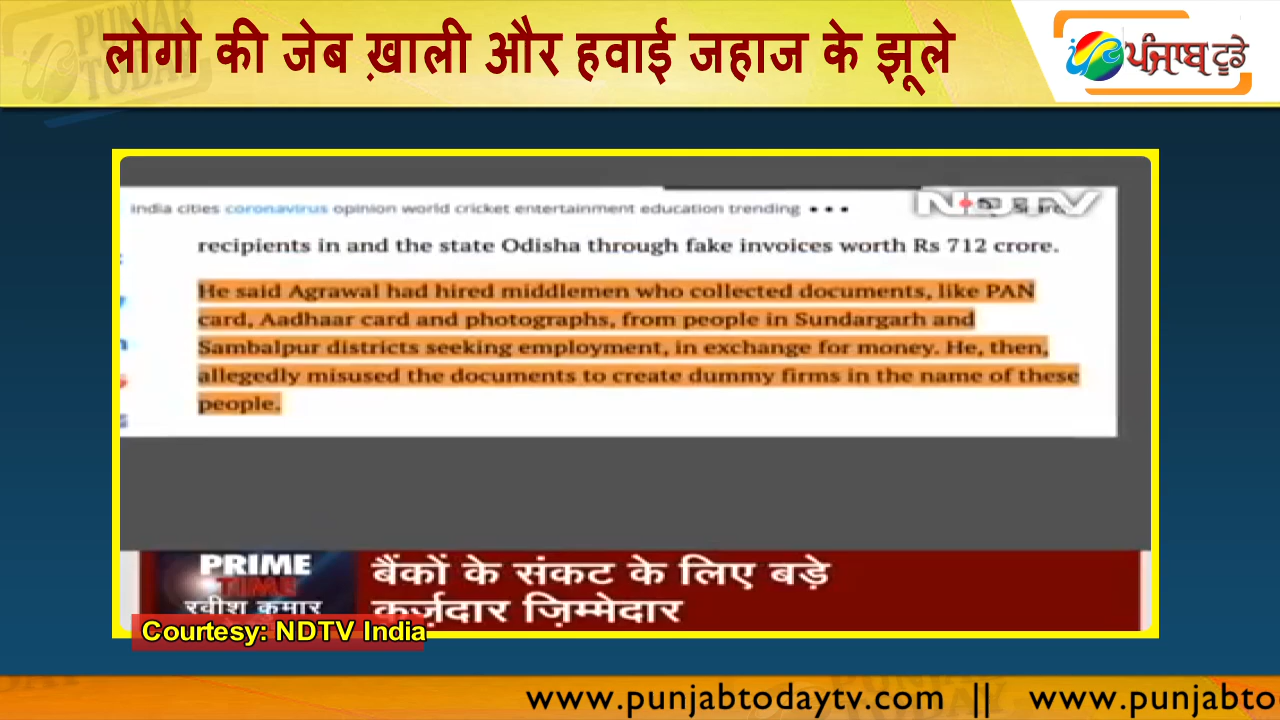 लोगो की जेब ख़ाली और हवाई जहाज के झूले
ਪੰਜਾਬ ਟੂਡੇ
PUNJAB
TODAY
NDTV
India cities coronavirus opinion world cricket entertainment education trending •••
recipients in and the state Odisha through fake invoices worth Rs 712 crore.
He said Agrawal had hired middlemen who collected documents, like PAN
card, Aadhaar card and photographs, from people in Sundargarh and
Sambalpur districts seeking employment, in exchange for money. He, then,
allegedly misused the documents to create dummy firms in the name of these
people.
PRIME
TIME
रवीश कुमार
बैंकों के संकट के लिए बड़े
कर्ज़दार ज़िम्मेदार
Courtesy: NDTV India
www.punjabtodaytv.com || www.punjabto